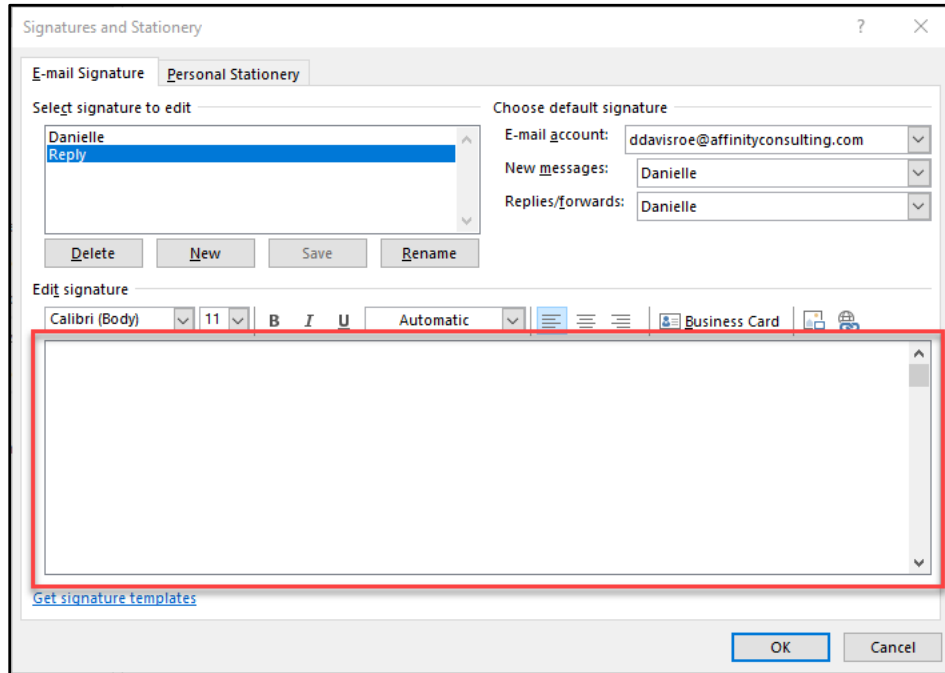 Signatures and Stationery ?
E-mail Signature Personal Stationery
Select signature to edit
Danielle
Reply
Delete New Save Rename
Choose default signature
E-mail account: ddavisroe@affinityconsulting.com
New messages: Danielle
Replies/forwards: Danielle
Edit signature
Calibri (Body) 11 B I U Automatic Business Card
Get signature templates
OK Cancel